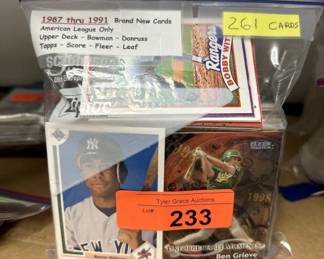 1987 thru 1991 Brand New Cards
American League Only
Upper Deck - Bowman - Donruss
Topps - Score - Fleer - Leaf
261 CARDS
Rangers
BOBBY WITT
Tyler Grace Auctions
Lot#
233
1998
Ben Grieve